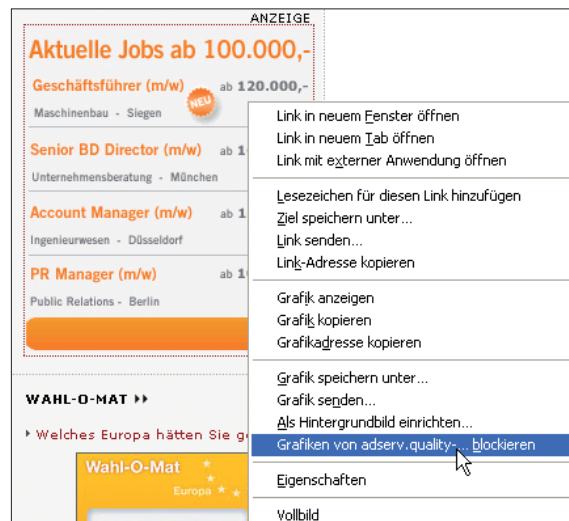 ANZEIGE
Aktuelle Jobs ab 100.000,-
Geschäftsführer (m/w) ab 120.000,-
NEU
Maschinenbau - Siegen
Senior BD Director (m/w) ab 1
Unternehmensberatung - München
Account Manager (m/w) ab 1
Ingenieurwesen - Düsseldorf
PR Manager (m/w) ab 1
Public Relations - Berlin
WAHL-O-MAT
Welches Europa hätten Sie
Wahl-O-Mat
Europa
Link in neuem Fenster öffnen
Link in neuem Tab öffnen
Link mit externer Anwendung öffnen
Lesezeichen für diesen Link hinzufügen
Ziel speichern unter...
Link senden...
Link-Adresse kopieren
Grafik anzeigen
Grafik kopieren
Grafikadresse kopieren
Grafik speichern unter...
Grafik senden...
Als Hintergrundbild einrichten...
Grafiken von adserv.quality-... blockieren
Eigenschaften
Vollbild